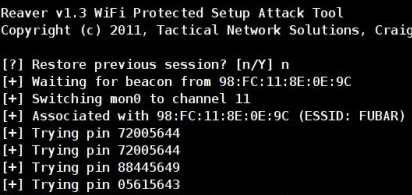 Reaver v1.3 WiFi Protected Setup Attack Tool
Copyright (c) 2011, Tactical Network Solutions, Craig
[?] Restore previous session? [n/Y] n
[+] Waiting for beacon from 98:FC:11:8E:0E:9C
[+] Switching mon0 to channel 11
[+] Associated with 98:FC:11:8E:0E:9C (ESSID: FUBAR)
[+] Trying pin 72005644
[+] Trying pin 72005644
[+] Trying pin 88445649
[+] Trying pin 05615643